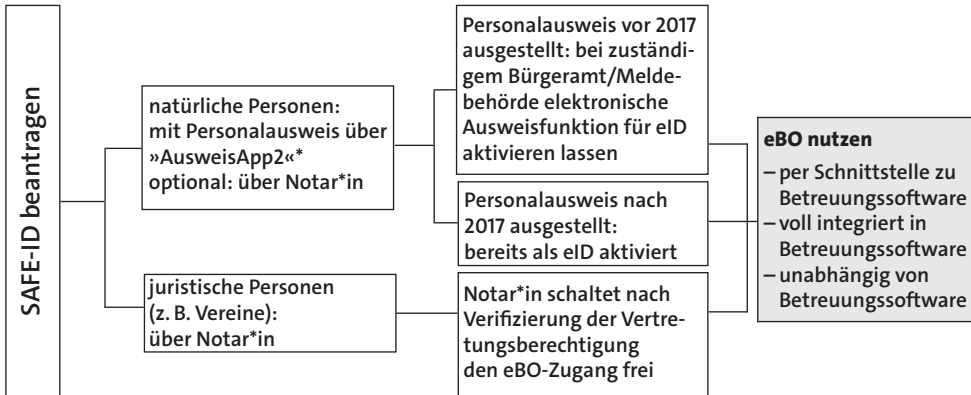 SAFE-ID beantragen
natürliche Personen:
mit Personalausweis über
»AusweisApp2«*
optional: über Notar*in
juristische Personen
(z. B. Vereine):
über Notar*in
Personalausweis vor 2017
ausgestellt: bei zuständi-
gem Bürgeramt/Melde-
behörde elektronische
Ausweisfunktion für eID
aktivieren lassen
Personalausweis nach
2017 ausgestellt:
bereits als eID aktiviert
Notar*in schaltet nach
Verifizierung der Vertre-
tungsberechtigung
den eBO-Zugang frei
eBO nutzen
– per Schnittstelle zu
Betreuungssoftware
– voll integriert in
Betreuungssoftware
– unabhängig von
Betreuungssoftware